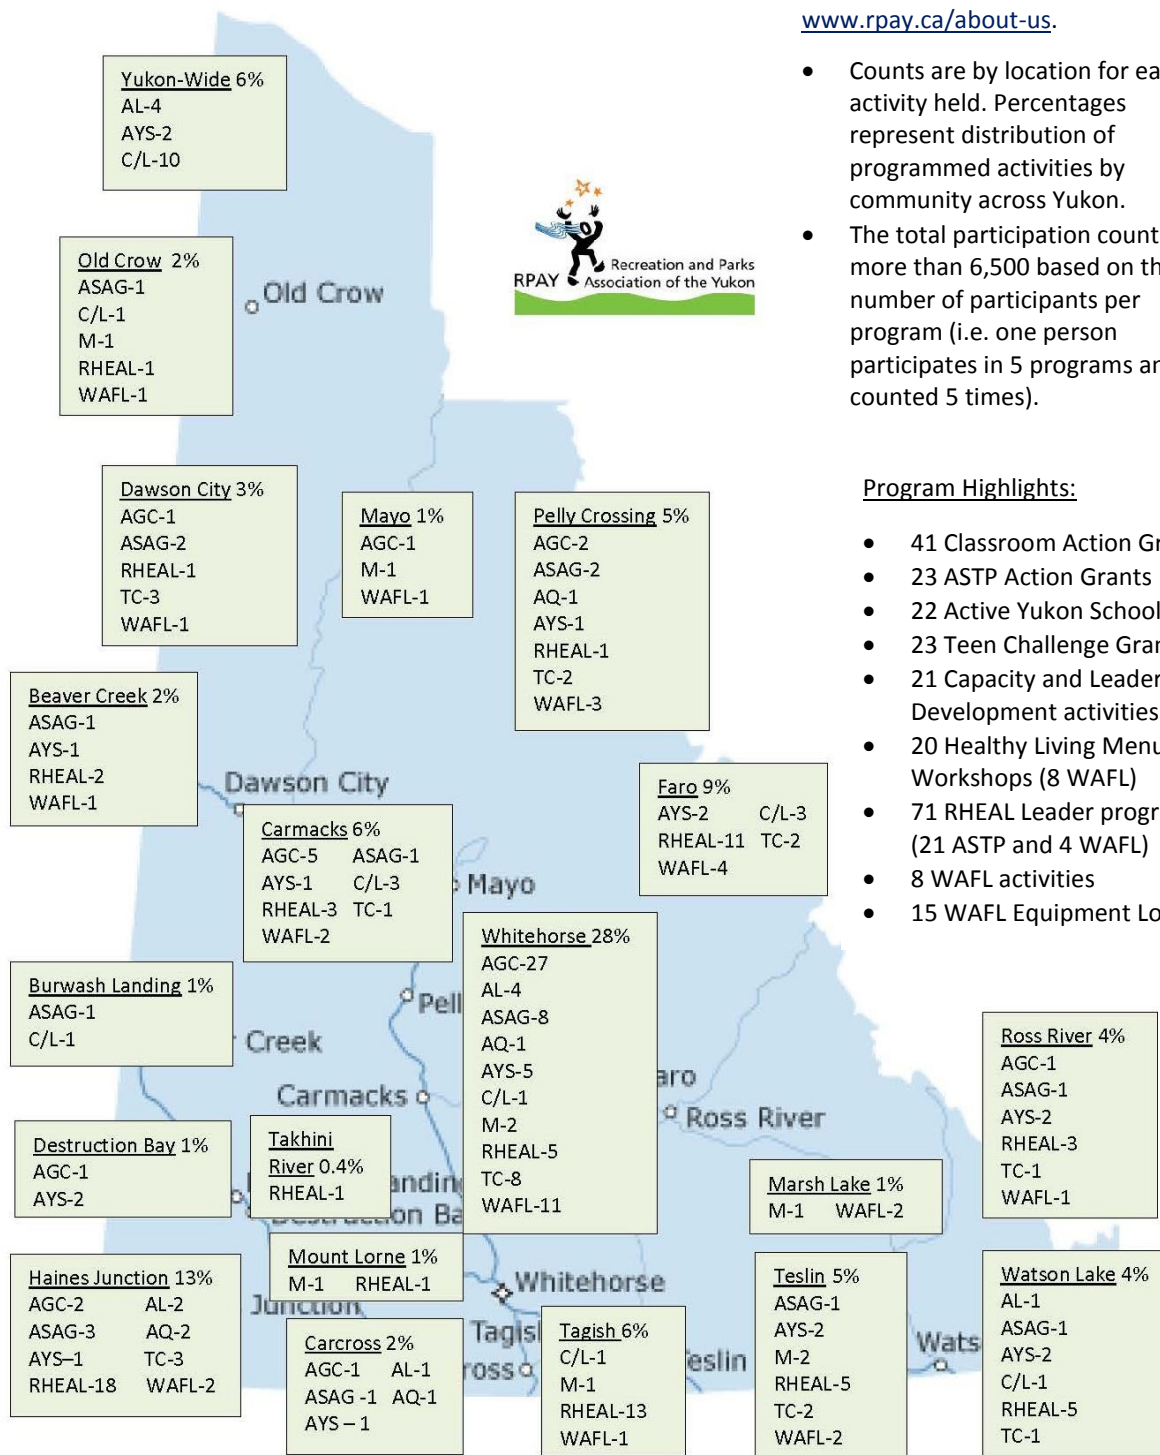 www.rpay.ca/about-us.
• Counts are by location for
activity held. Percentages
represent distribution of
programmed activities by
community across Yukon.
• The total participation count
more than 6,500 based on
number of participants per
program (i.e. one person
participates in 5 programs
counted 5 times).
Program Highlights:
• 41 Classroom Action
• 23 ASTP Action Grants
• 22 Active Yukon School
• 23 Teen Challenge
• 21 Capacity and
Development activities
• 20 Healthy Living Menu
Workshops (8 WAFL)
• 71 RHEAL Leader
(21 ASTP and 4 WAFL)
• 8 WAFL activities
• 15 WAFL Equipment
RPAY
Recreation and Parks
Association of the Yukon
Yukon-Wide 6%
AL-4
AYS-2
C/L-10
Old Crow 2%
ASAG-1
C/L-1
M-1
RHEAL-1
WAFL-1
Old Crow
Dawson City 3%
AGC-1
ASAG-2
RHEAL-1
TC-3
WAFL-1
Mayo 1%
AGC-1
M-1
WAFL-1
Pelly Crossing 5%
AGC-2
ASAG-2
AQ-1
AYS-1
RHEAL-1
TC-2
WAFL-3
Beaver Creek 2%
ASAG-1
AYS-1
RHEAL-2
WAFL-1
Dawson City
Carmacks 6%
AGC-5 ASAG-1
AYS-1 C/L-3
RHEAL-3 TC-1
WAFL-2
Mayo
Faro 9%
AYS-2 C/L-3
RHEAL-11 TC-2
WAFL-4
Whitehorse 28%
AGC-27
AL-4
ASAG-8
AQ-1
AYS-5
C/L-1
M-2
RHEAL-5
TC-8
WAFL-11
Burwash Landing 1%
ASAG-1
C/L-1
Pell
Creek
Carmacks
aro
Ross River
Ross River 4%
AGC-1
ASAG-1
AYS-2
RHEAL-3
TC-1
WAFL-1
Destruction Bay 1%
AGC-1
AYS-2
Takhini
River 0.4%
RHEAL-1
anding
Destruction Ba
Marsh Lake 1%
M-1 WAFL-2
Mount Lorne 1%
M-1 RHEAL-1
Whitehorse
Haines Junction 13%
AGC-2 AL-2
ASAG-3 AQ-2
AYS–1 TC-3
RHEAL-18 WAFL-2
Junction
Carcross 2%
AGC-1 AL-1
ASAG -1 AQ-1
AYS – 1
Tagis
ross
Tagish 6%
C/L-1
M-1
RHEAL-13
WAFL-1
eslin
Teslin 5%
ASAG-1
AYS-2
M-2
RHEAL-5
TC-2
WAFL-2
Wats
Watson Lake 4%
AL-1
ASAG-1
AYS-2
C/L-1
RHEAL-5
TC-1